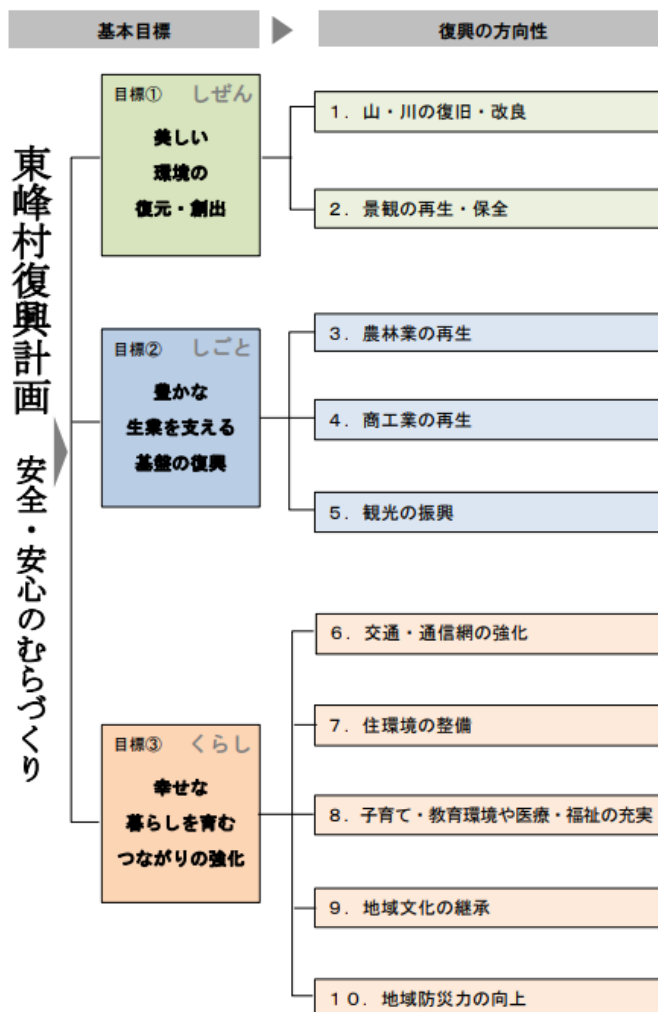 基本目標
復興の方向性
東峰村復興計画 安全・安心のむらづくり
目標① しぜん
美しい
環境の
復元・創出
1．山・川の復旧・改良
2．景観の再生・保全
目標② しごと
豊かな
生業を支える
基盤の復興
3．農林業の再生
4．商工業の再生
5．観光の振興
目標③ くらし
幸せな
暮らしを育む
つながりの強化
6．交通・通信網の強化
7．住環境の整備
8．子育て・教育環境や医療・福祉の充実
9．地域文化の継承
10．地域防災力の向上